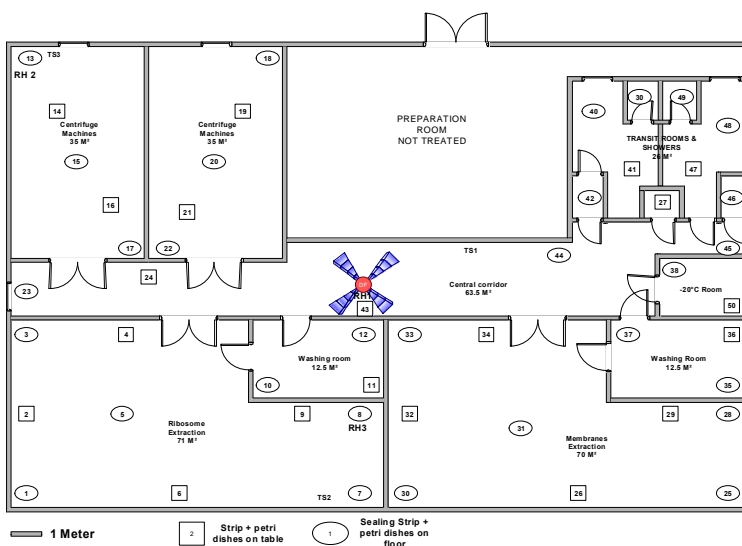 13
TS3
18
RH 2
14
19
Centrifuge
Machines
35 M²
Centrifuge
Machines
35 M²
15
20
16
21
17
22
PREPARATION
ROOM
NOT TREATED
40
30
49
48
TRANSIT ROOMS &
SHOWERS
26 M²
41
47
42
27
46
TS1
44
45
23
24
DF
RH1
43
Central corridor
63.5 M²
38
-20°C Room
50
3
4
12
33
34
37
36
Washing room
12.5 M²
Washing Room
12.5 M²
10
11
35
2
5
9
8
32
31
29
28
RH3
Ribosome
Extraction
71 M²
Membranes
Extraction
70 M²
1
6
TS2
7
30
26
25
1 Meter
2
Strip + petri
dishes on table
1
Sealing Strip +
petri dishes on
floor